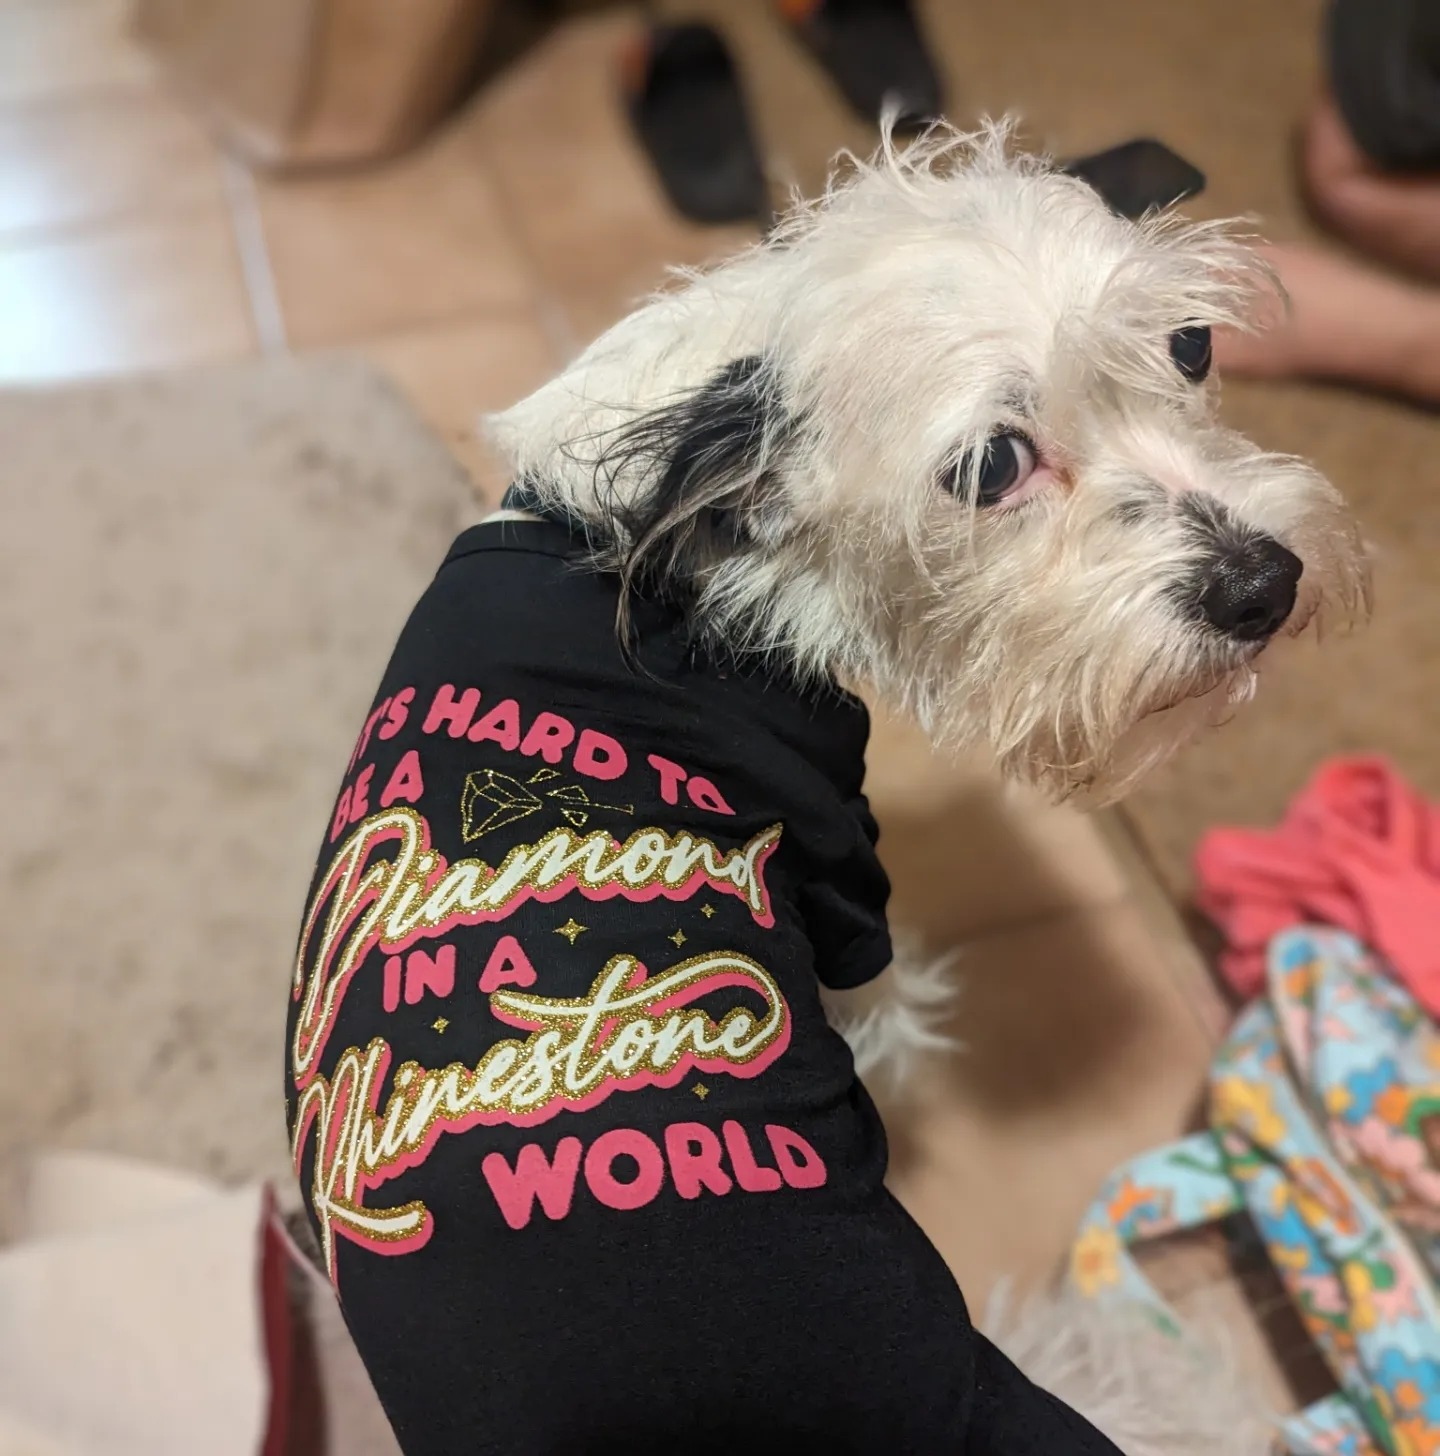 IT'S HARD TO
BE A
Diamond
IN A
Rhinestone
WORLD